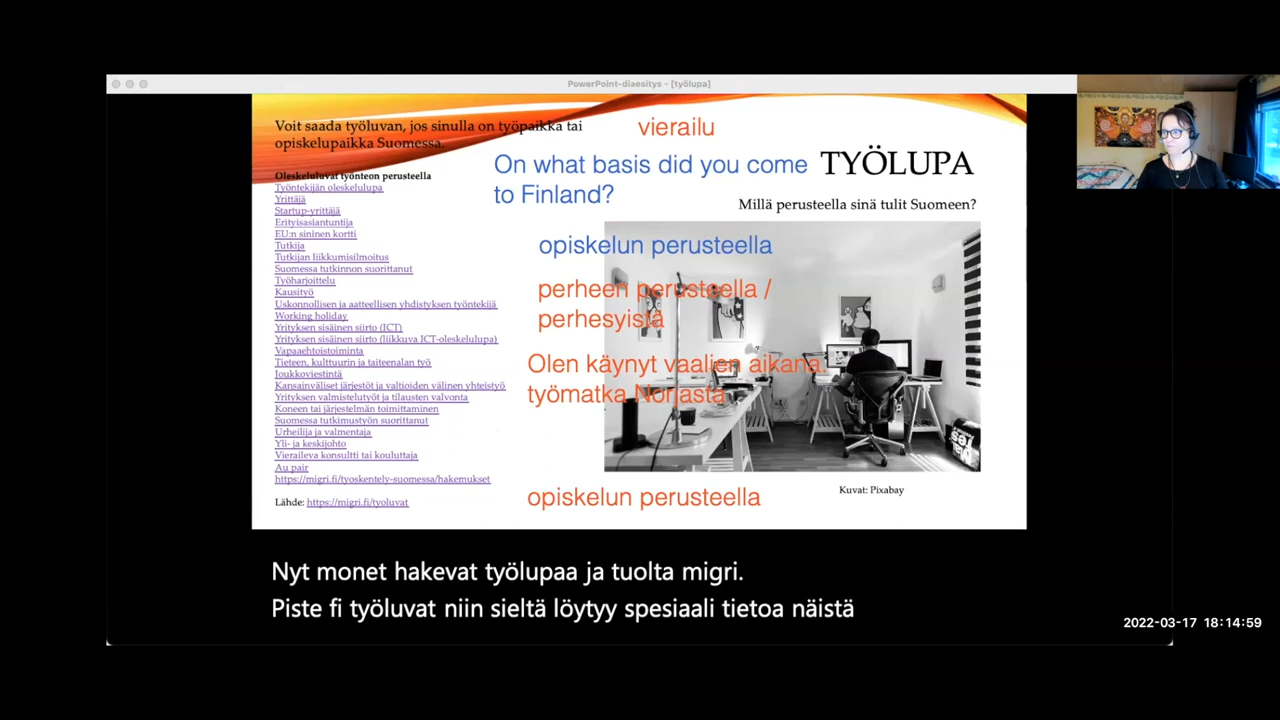 PowerPoint-diaesitys - [työlupa]
Voit saada työluvan, jos sinulla on työpaikka tai
opiskelupaikka Suomessa.
vierailu
On what basis did you come
to Finland?
TYÖLUPA
Millä perusteella sinä tulit Suomeen?
Oleskeluluvat työnteon perusteella
Työntekijän oleskelulupa
Yrittäjä
Startup-yrittäjä
Erityisasiantuntija
EU:n sininen kortti
Tutkija
Tutkijan liikkumisilmoitus
Suomessa tutkinnon suorittanut
Työharjoittelu
Kausityö
Uskonnollisen ja aatteellisen yhdistyksen työntekijä
Working holiday
Yrityksen sisäinen siirto (ICT)
Yrityksen sisäinen siirto (liikkuva ICT-oleskelulupa)
Vapaaehtoistoiminta
Tieteen, kulttuurin ja taiteenalan työ
Joukkoviestintä
Kansainväliset järjestöt ja valtioiden välinen yhteistyö
Yrityksen valmistelutyöt ja tilausten valvonta
Koneen tai järjestelmän toimittaminen
Suomessa tutkimustyön suorittanut
Urheilija ja valmentaja
Yli- ja keskijohto
Vieraileva konsultti tai kouluttaja
Au pair
https://migri.fi/tyoskentely-suomessa/hakemukset
Lähde: https://migri.fi/tyoluvat
opiskelun perusteella
perheen perusteella /
perhesyistä
Olen käynyt vaalien aikana.
työmatka Norjasta
opiskelun perusteella
Kuvat: Pixabay
Nyt monet hakevat työlupaa ja tuolta migri.
Piste fi työluvat niin sieltä löytyy spesiaali tietoa näistä
2022-03-17 18:14:59